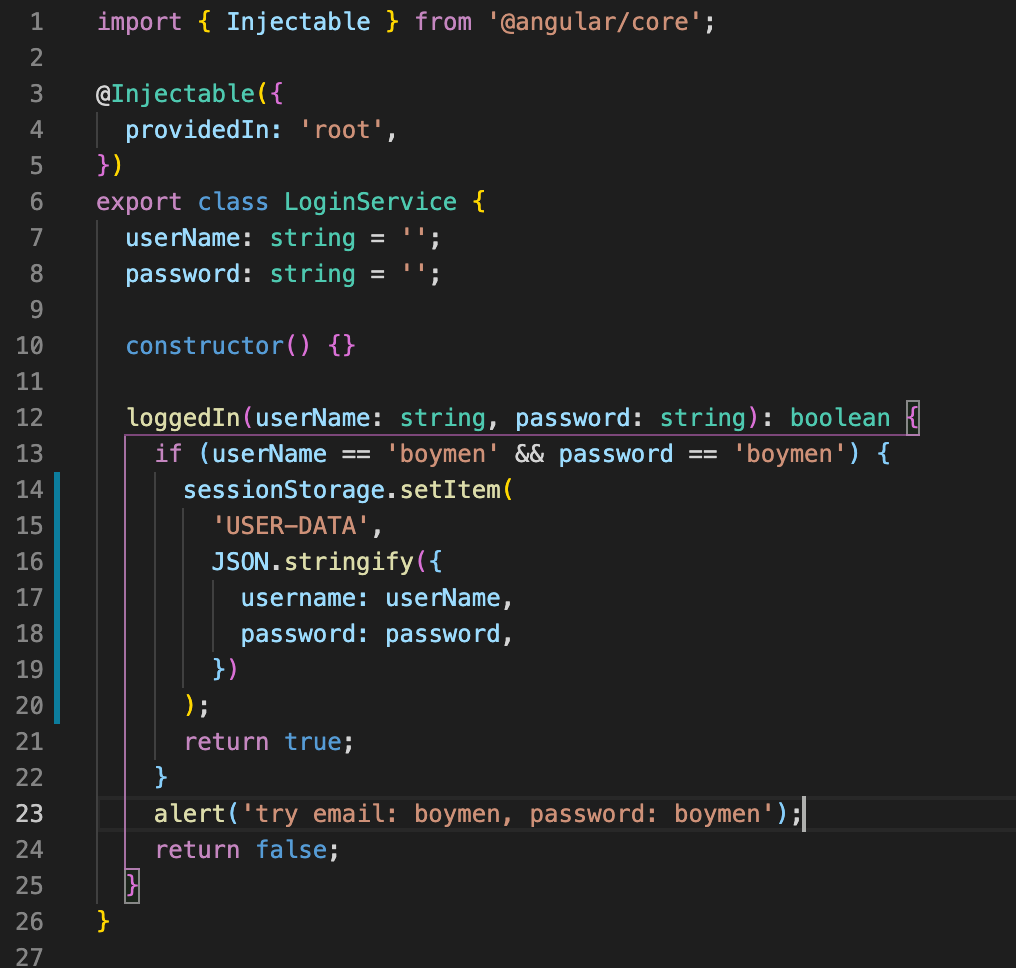 1 import { Injectable } from '@angular/core';
2
3 @Injectable({
4   providedIn: 'root',
5 })
6 export class LoginService {
7   userName: string = '';
8   password: string = '';
9
10   constructor() {}
11
12   loggedIn(userName: string, password: string): boolean {
13     if (userName == 'boymen' && password == 'boymen') {
14       sessionStorage.setItem(
15         'USER-DATA',
16         JSON.stringify({
17           username: userName,
18           password: password,
19         })
20       );
21       return true;
22     }
23     alert('try email: boymen, password: boymen');
24     return false;
25   }
26 }
27